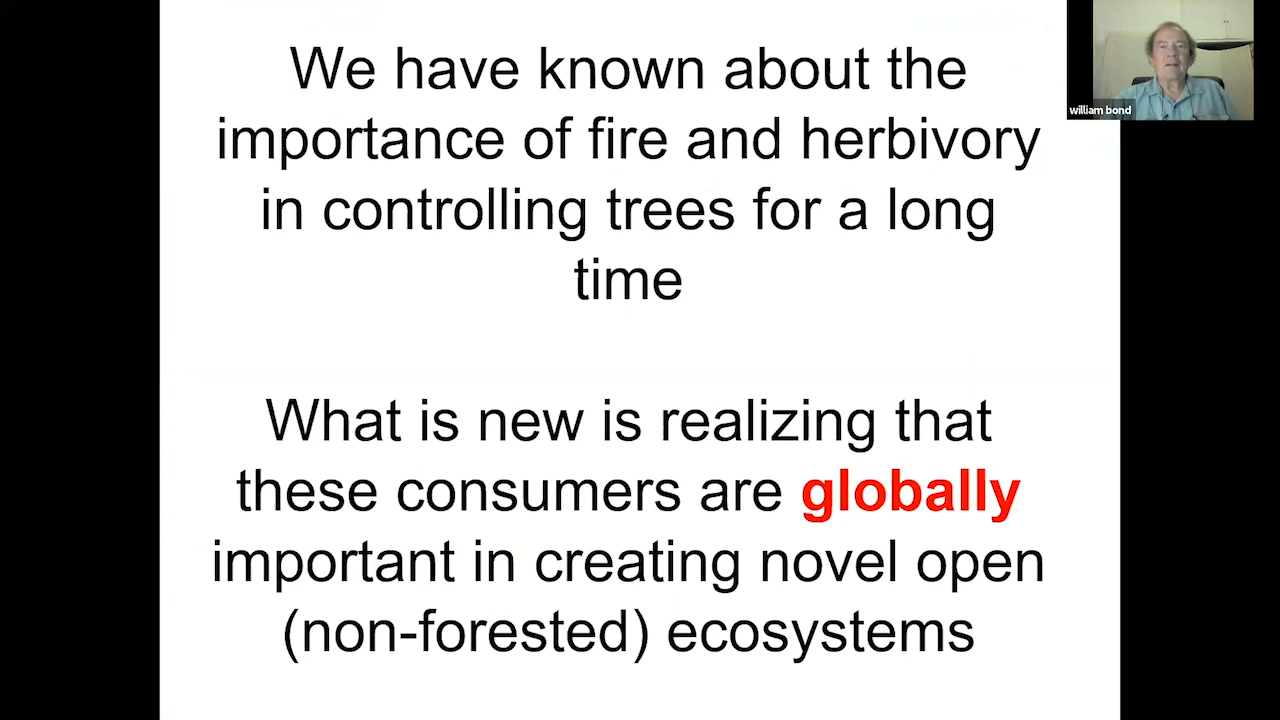 We have known about the
importance of fire and herbivory
in controlling trees for a long
time
What is new is realizing that
these consumers are globally
important in creating novel open
(non-forested) ecosystems
william bond